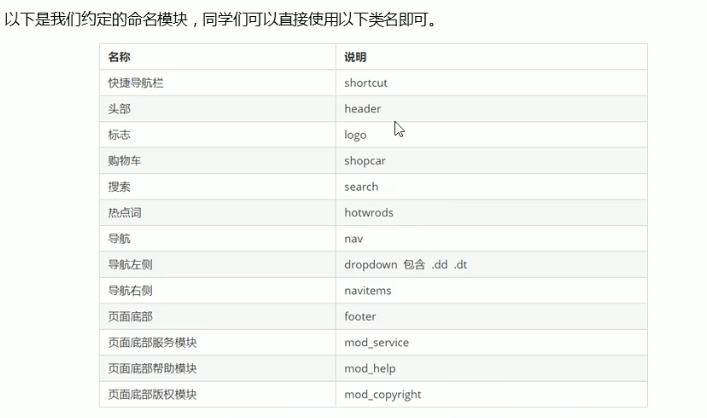 以下是我们约定的命名模块，同学们可以直接使用以下类名即可。
名称 说明
快捷导航栏 shortcut
头部 header
标志 logo
购物车 shopcar
搜索 search
热点词 hotwrods
导航 nav
导航左侧 dropdown 包含 .dd .dt
导航右侧 navitems
页面底部 footer
页面底部服务模块 mod_service
页面底部帮助模块 mod_help
页面底部版权模块 mod_copyright